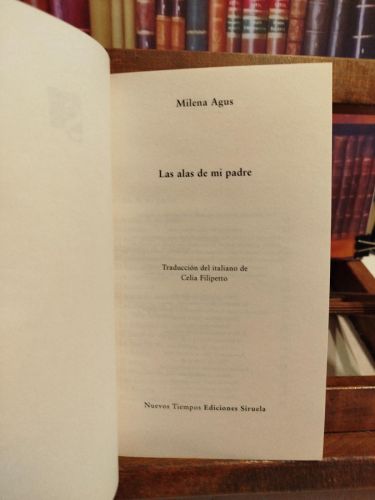 Milena Agus
Las alas de mi padre
Traducción del italiano de
Celia Filipetto
Nuevos Tiempos Ediciones Siruela